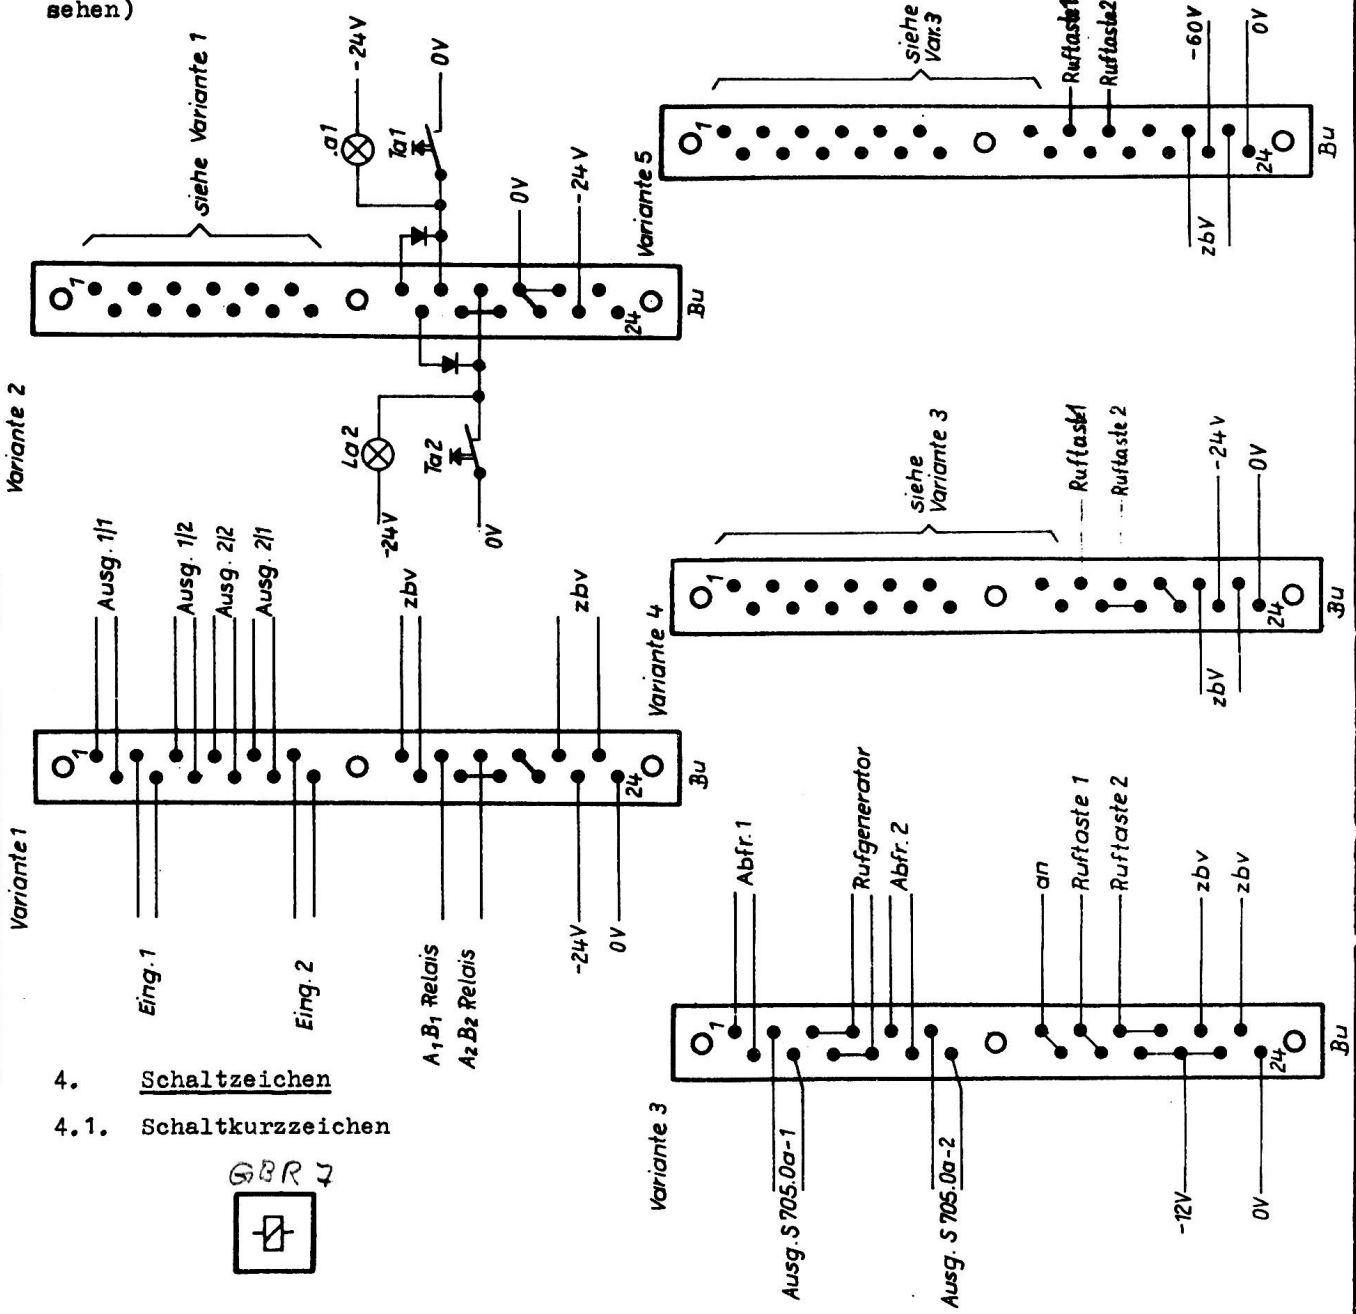 sehen)
Variante 2
siehe Variante 1
-24V
0V
.a1
Ta1
0V
-24V
1
24
Bu
La2
Ta2
-24V
0V
Variante 5
siehe
Var.3
Ruftaste1
Ruftaste2
-60V
0V
1
24
Bu
zbV
Variante 1
Ausg. 1/1
Ausg. 1/2
Ausg. 2/2
Ausg. 2/1
zbv
zbv
1
24
Bu
Eing. 1
Eing. 2
A1B1 Relais
A2B2 Relais
-24V
0V
Variante 4
siehe
Variante 3
Ruftaste1
Ruftaste 2
-24V
0V
1
24
Bu
zbV
Variante 3
Abfr. 1
Rufgenerator
Abfr. 2
an
Ruftaste 1
Ruftaste 2
zbv
zbv
1
24
Bu
Ausg. S 705.0a-1
Ausg. S 705.0a-2
-12V
0V
4. Schaltzeichen
4.1. Schaltkurzzeichen
GBR 7